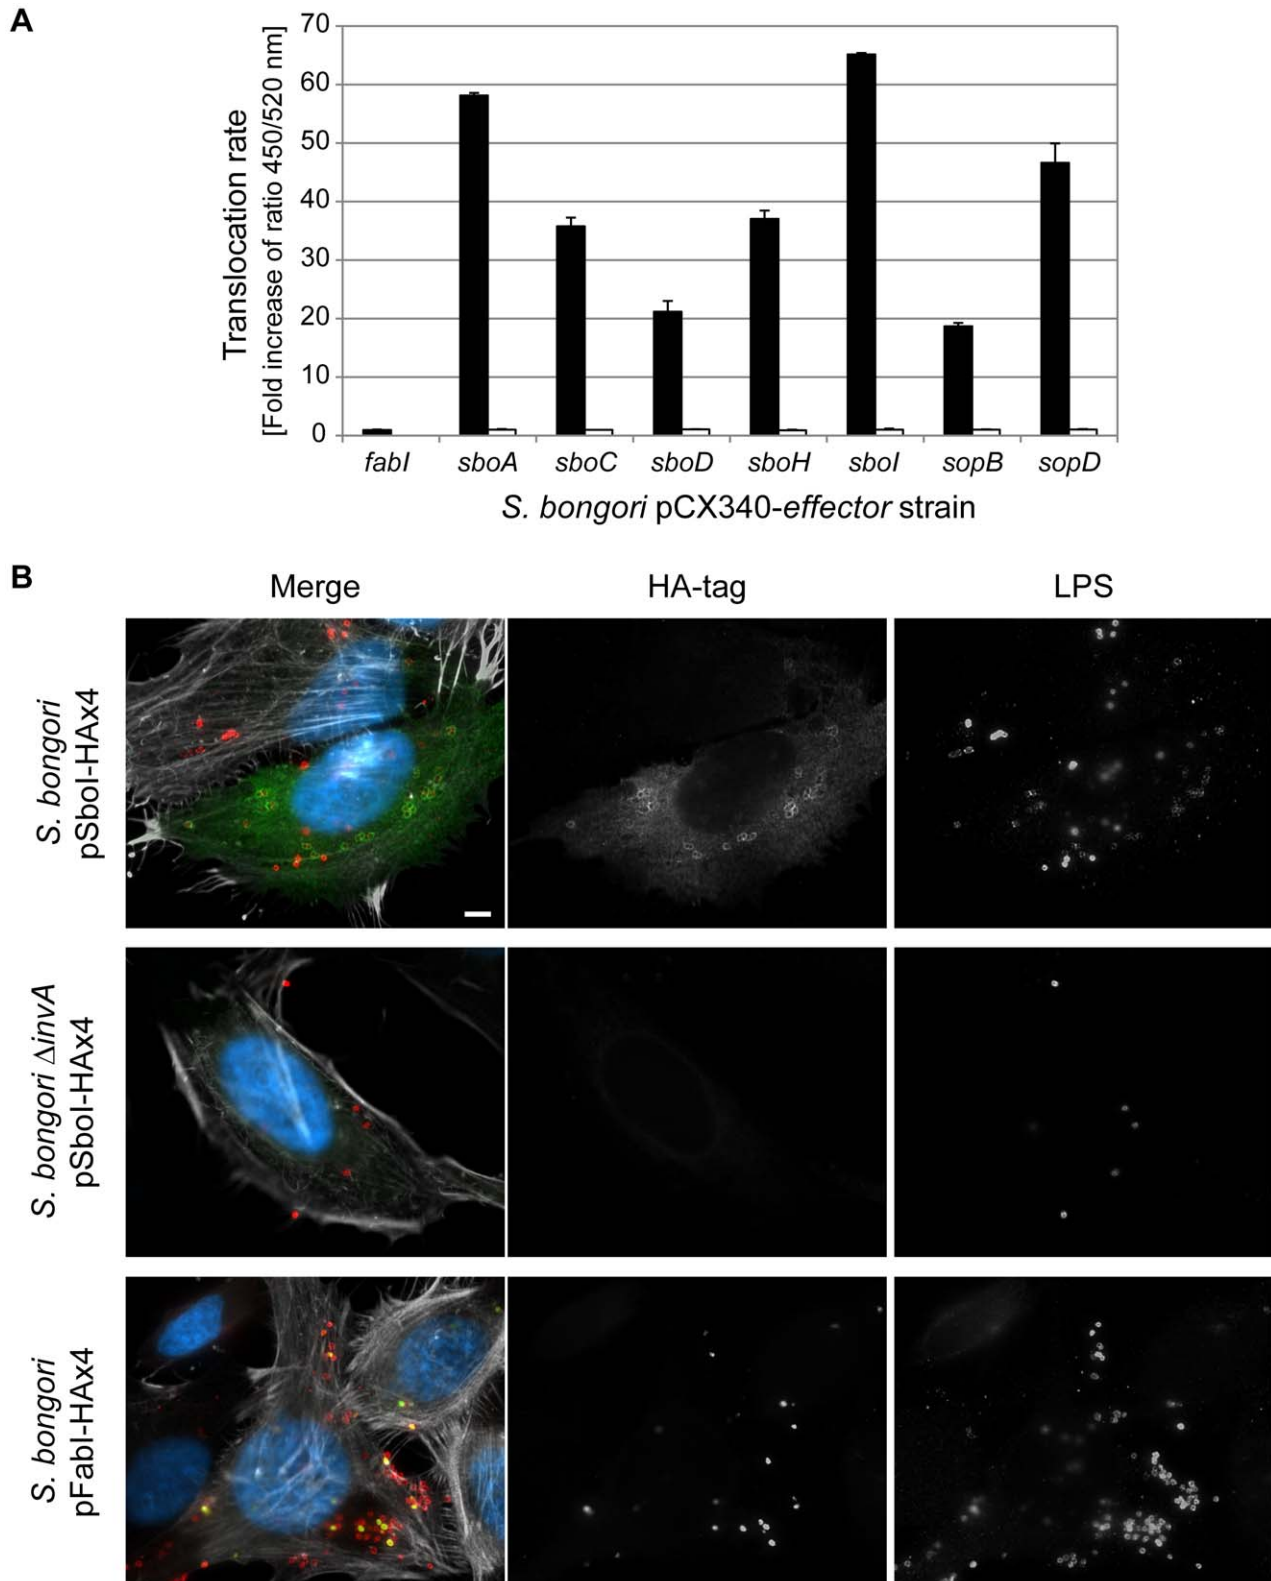 A
Translocation rate
[Fold increase of ratio 450/520 nm]
70
60
50
40
30
20
10
0
fabI sboA sboC sboD sboH sboI sopB sopD
S. bongori pCX340-effector strain
B
Merge HA-tag LPS
S. bongori
pSboI-HAx4
S. bongori ΔinvA
pSboI-HAx4
S. bongori
pFabI-HAx4